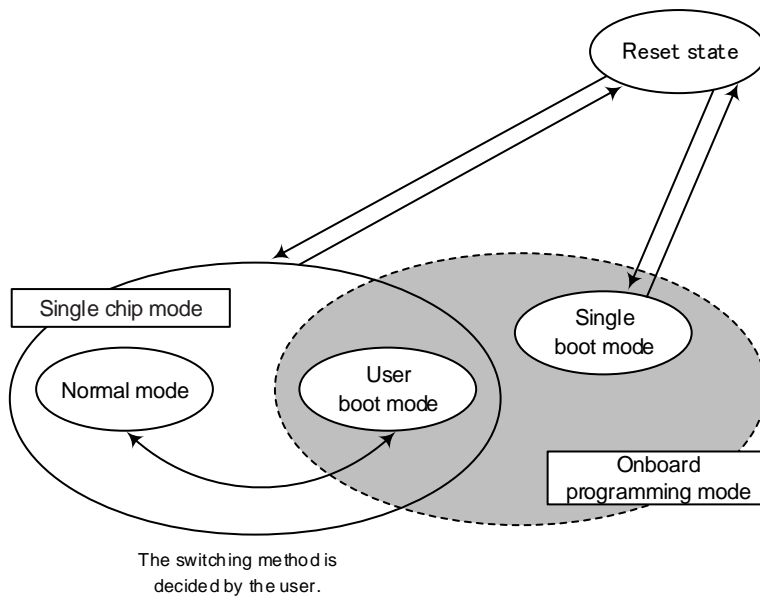 Reset state
Single chip mode
Single
boot mode
Normal mode
User
boot mode
Onboard
programming mode
The switching method is
decided by the user.